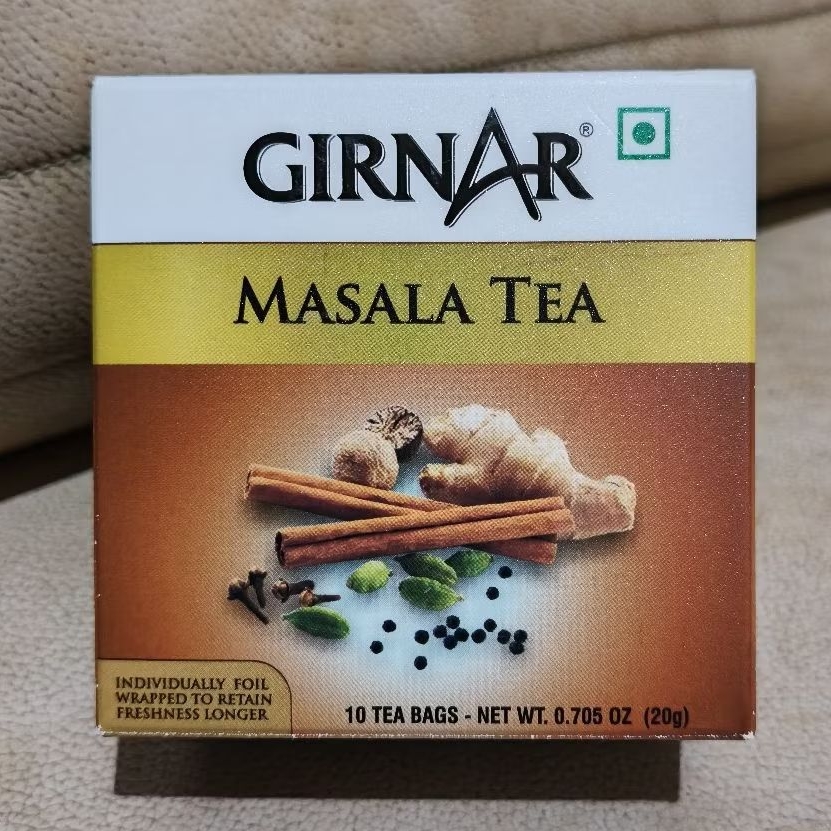 GIRNAR®
MASALA TEA
INDIVIDUALLY FOIL
WRAPPED TO RETAIN
FRESHNESS LONGER
10 TEA BAGS - NET WT. 0.705 OZ (20g)